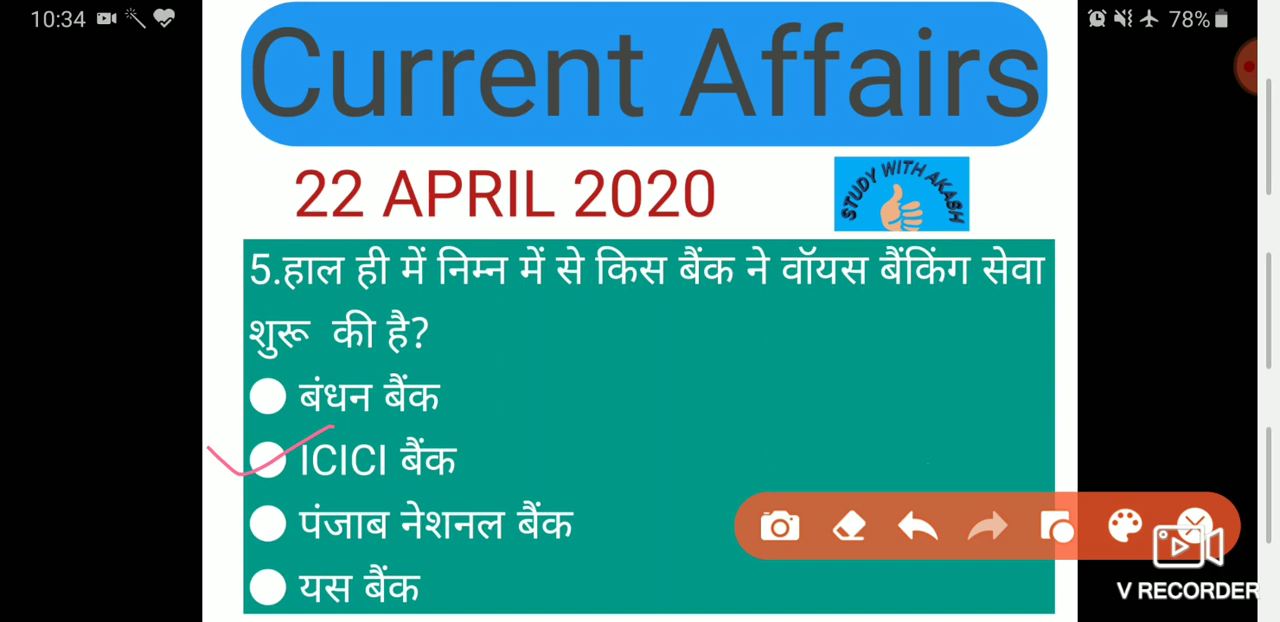 10:34
78%
Current Affairs
22 APRIL 2020
STUDY WITH AKASH
5.हाल ही में निम्न में से किस बैंक ने वॉयस बैंकिंग सेवा
शुरू की है?
बंधन बैंक
ICICI बैंक
पंजाब नेशनल बैंक
यस बैंक
V RECORDER